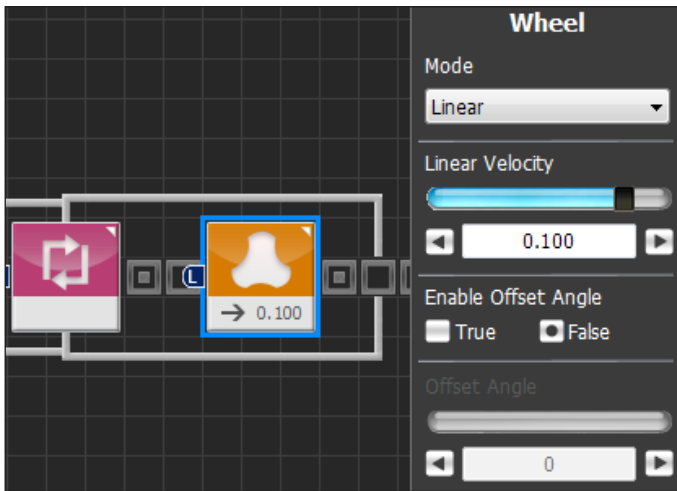 Wheel
Mode
Linear
Linear Velocity
0.100
L
→ 0.100
Enable Offset Angle
True False
Offset Angle
0